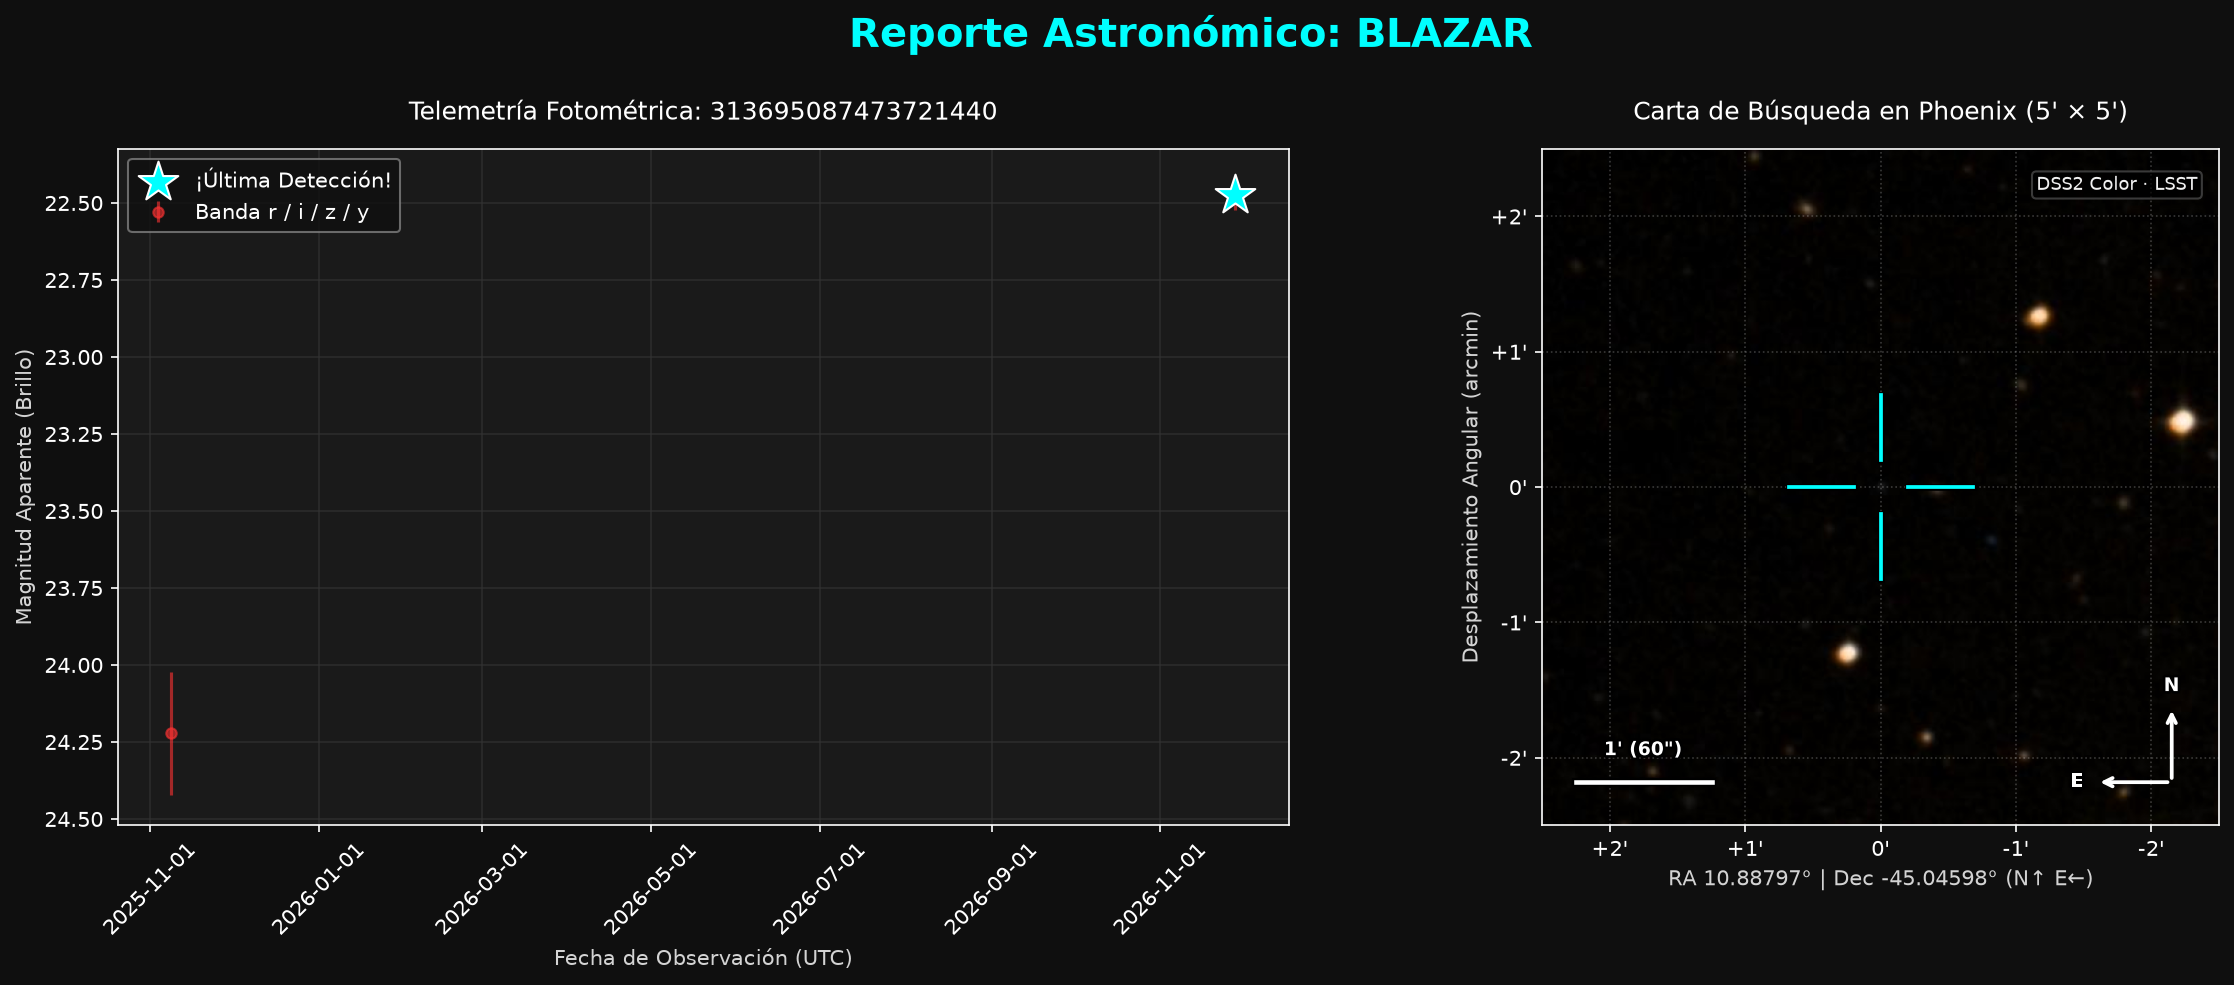 Reporte Astronómico: BLAZAR
Telemetría Fotométrica: 313695087473721440
¡Última Detección!
Banda r / i / z / y
Magnitud Aparente (Brillo)
22.50
22.75
23.00
23.25
23.50
23.75
24.00
24.25
24.50
2025-11-01
2026-01-01
2026-03-01
2026-05-01
2026-07-01
2026-09-01
2026-11-01
Fecha de Observación (UTC)
Carta de Búsqueda en Phoenix (5' × 5')
DSS2 Color · LSST
Desplazamiento Angular (arcmin)
+2'
+1'
0'
-1'
-2'
N
E
1' (60")
+2'
+1'
0'
-1'
-2'
RA 10.88797° | Dec -45.04598° (N↑ E←)